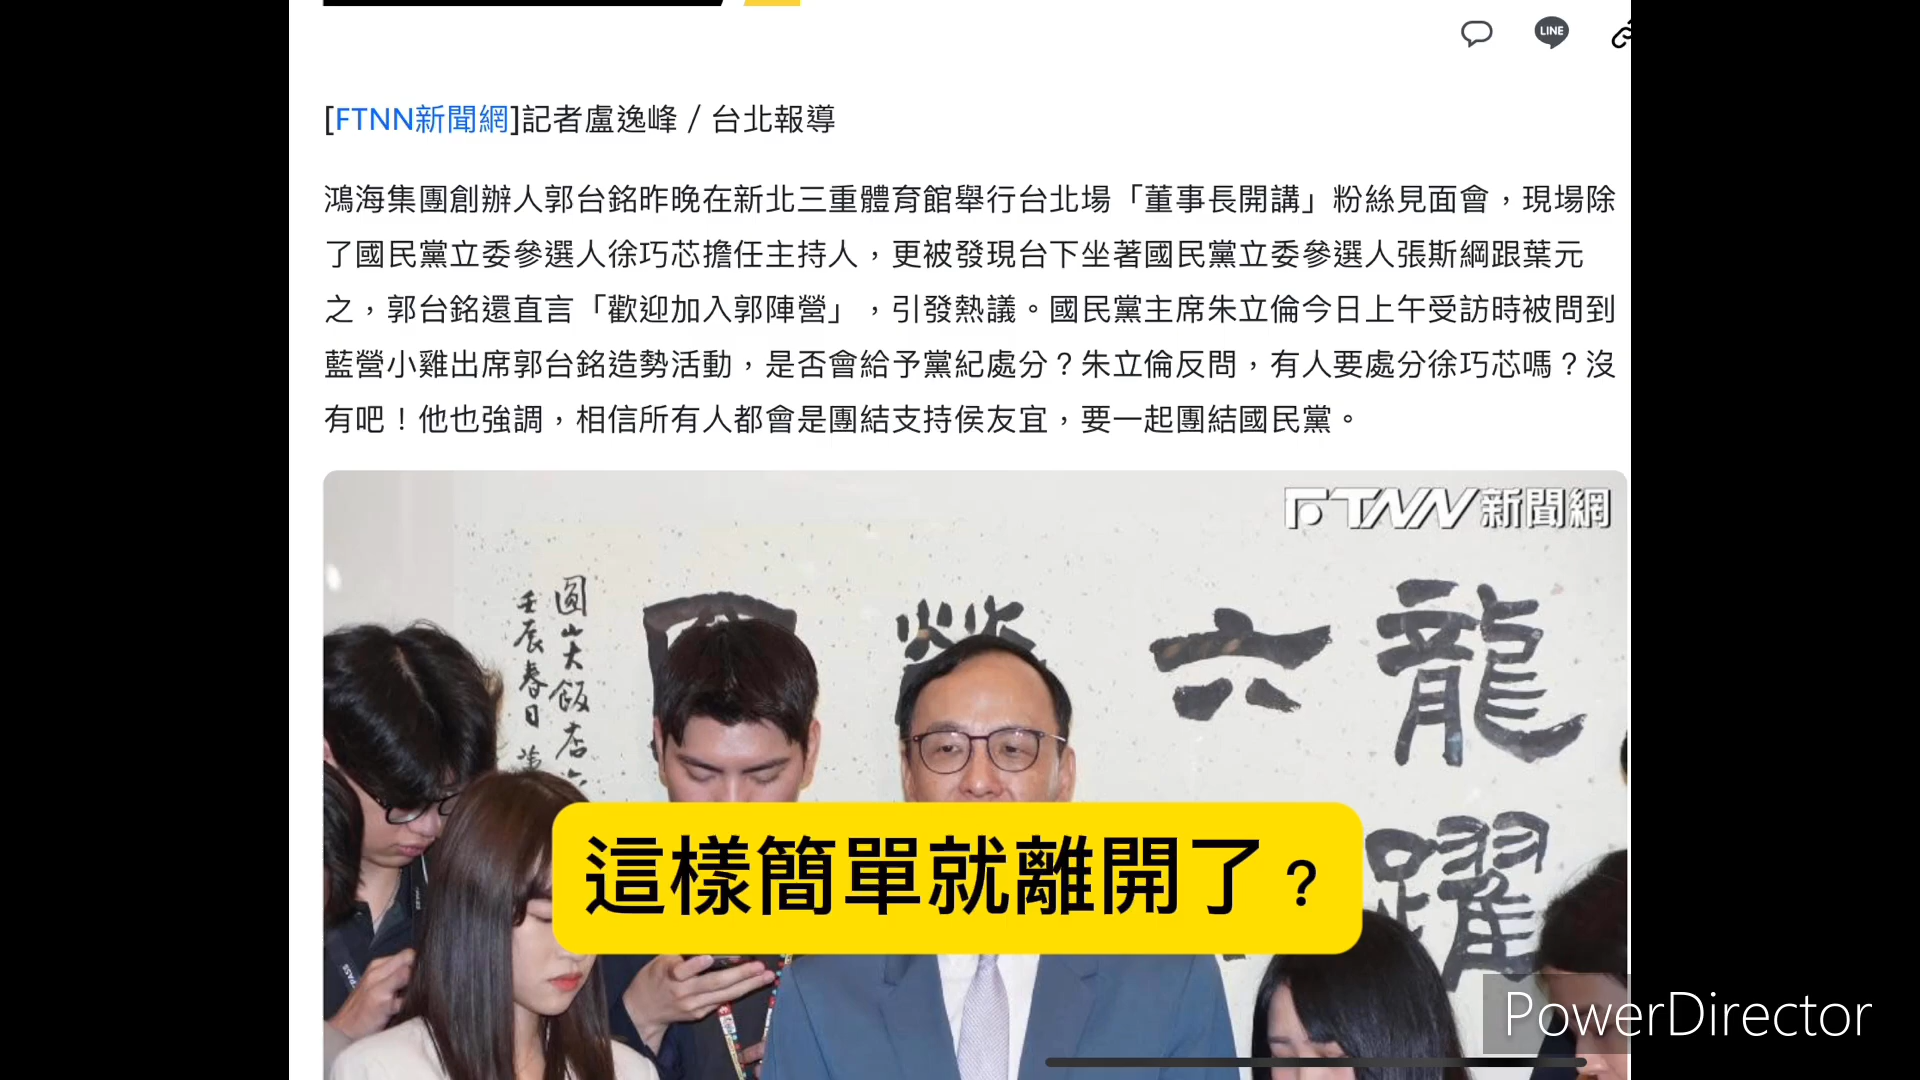 LINE
[FTNN新聞網]記者盧逸峰 / 台北報導
鴻海集團創辦人郭台銘昨晚在新北三重體育館舉行台北場「董事長開講」粉絲見面會，現場除
了國民黨立委參選人徐巧芯擔任主持人，更被發現台下坐著國民黨立委參選人張斯綱跟葉元
之，郭台銘還直言「歡迎加入郭陣營」，引發熱議。國民黨主席朱立倫今日上午受訪時被問到
藍營小雞出席郭台銘造勢活動，是否會給予黨紀處分？朱立倫反問，有人要處分徐巧芯嗎？沒
有吧！他也強調，相信所有人都會是團結支持侯友宜，要一起團結國民黨。
FTNN新聞網
龍
躍
六
圓山大飯店
壬辰春日
這樣簡單就離開了？
PowerDirector